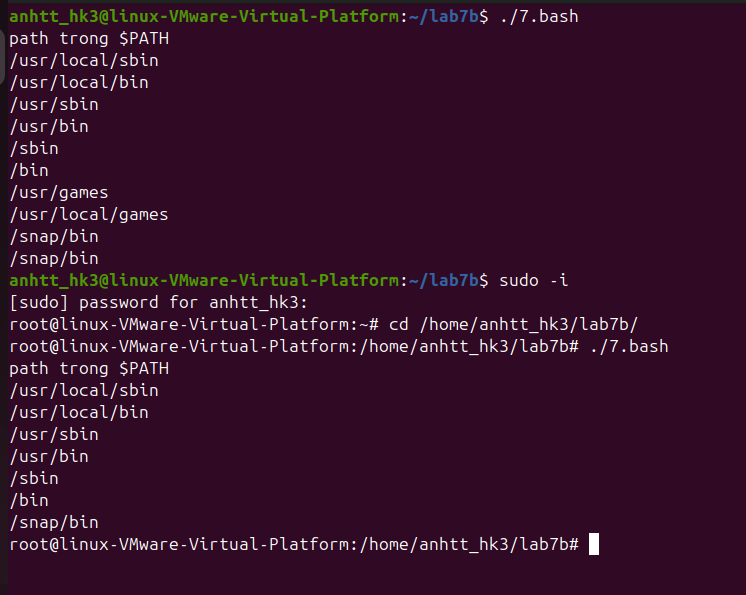 anhtt_hk3@linux-VMware-Virtual-Platform:~/lab7b$ ./7.bash
path trong $PATH
/usr/local/sbin
/usr/local/bin
/usr/sbin
/usr/bin
/sbin
/bin
/usr/games
/usr/local/games
/snap/bin
/snap/bin
anhtt_hk3@linux-VMware-Virtual-Platform:~/lab7b$ sudo -i
[sudo] password for anhtt_hk3:
root@linux-VMware-Virtual-Platform:~# cd /home/anhtt_hk3/lab7b/
root@linux-VMware-Virtual-Platform:/home/anhtt_hk3/lab7b# ./7.bash
path trong $PATH
/usr/local/sbin
/usr/local/bin
/usr/sbin
/usr/bin
/sbin
/bin
/snap/bin
root@linux-VMware-Virtual-Platform:/home/anhtt_hk3/lab7b#